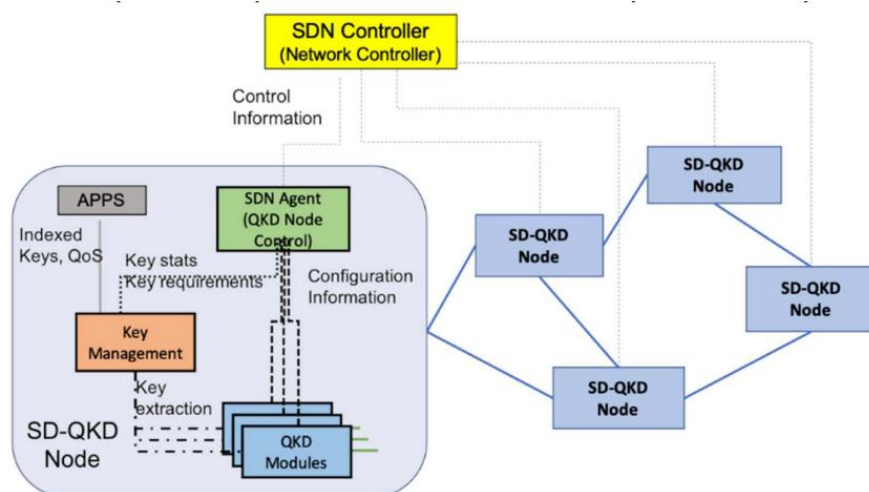 SDN Controller
(Network Controller)
Control
Information
SD-QKD
Node
APPS
SDN Agent
(QKD Node
Control)
SD-QKD
Node
Indexed
Keys, QoS
Key stats
Key requirements
Configuration
Information
SD-QKD
Node
Key
Management
SD-QKD
Node
Key
extraction
SD-QKD
Node
QKD
Modules